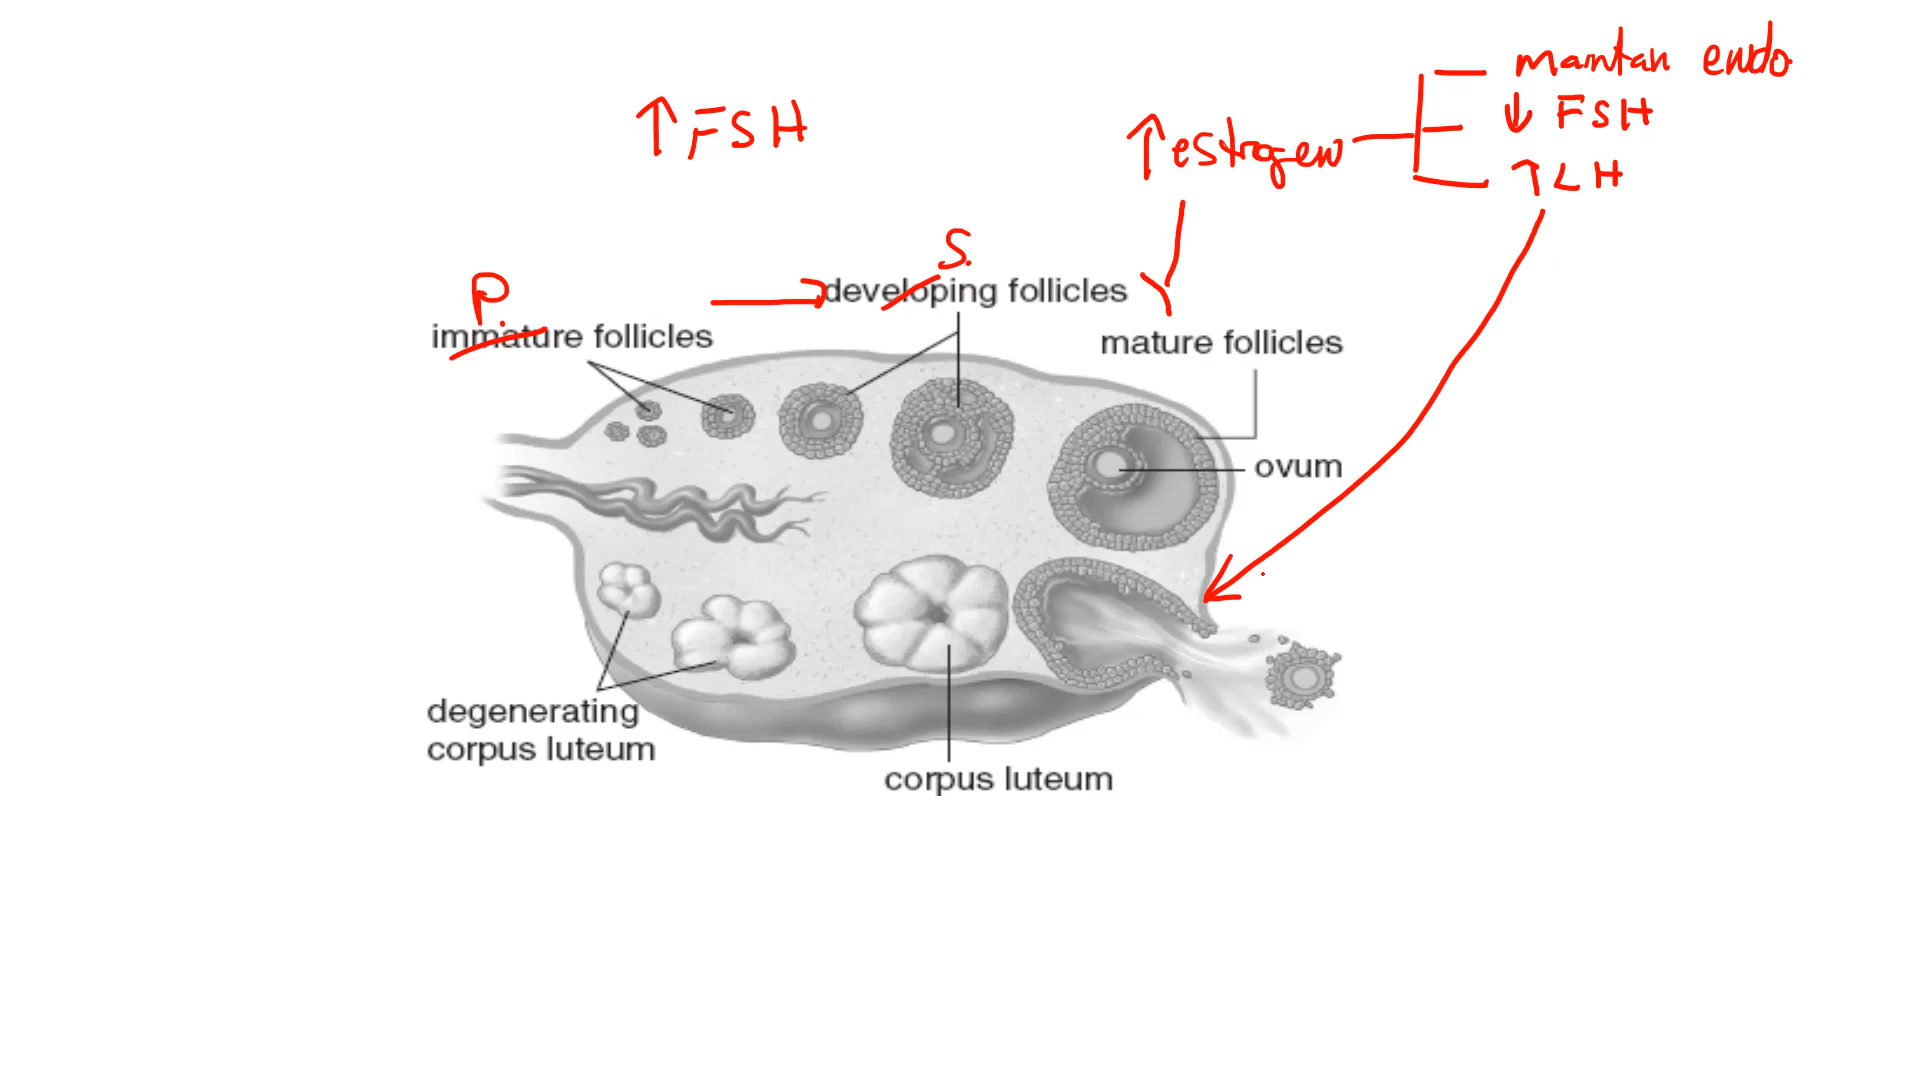 mantan endo
↓ FSH
↑ FSH
↑ estrogen
↑ LH
S.
P.
developing follicles
immature follicles
mature follicles
ovum
degenerating
corpus luteum
corpus luteum